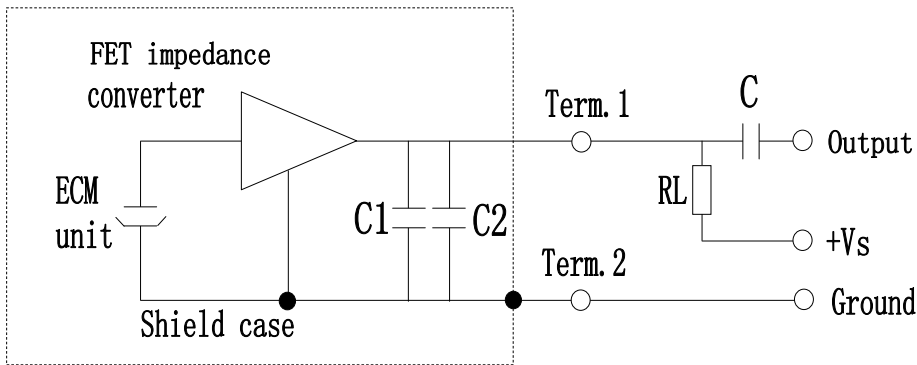 FET impedance
converter
Term.1
C
Output
ECM
unit
C1
C2
RL
+Vs
Term.2
Ground
Shield case